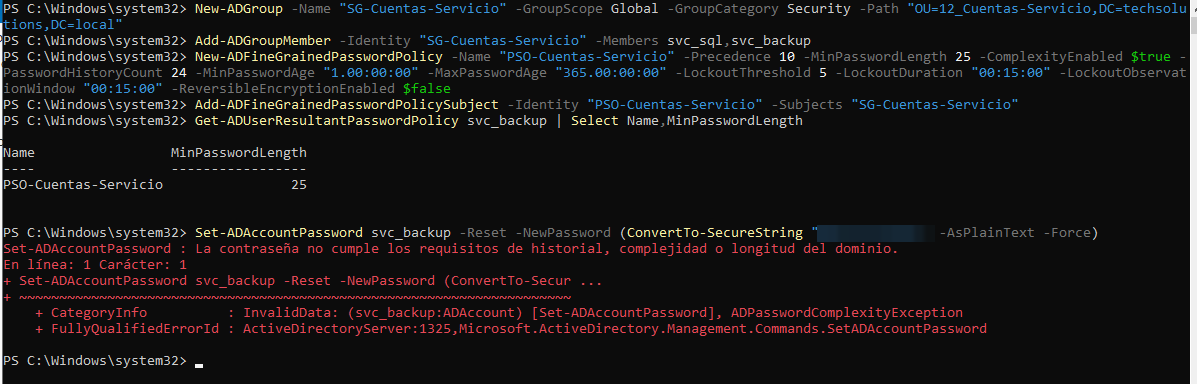 PS C:\Windows\system32> New-ADGroup -Name "SG-Cuentas-Servicio" -GroupScope Global -GroupCategory Security -Path "OU=12_Cuentas-Servicio,DC=techsolu
tions,DC=local"
PS C:\Windows\system32> Add-ADGroupMember -Identity "SG-Cuentas-Servicio" -Members svc_sql,svc_backup
PS C:\Windows\system32> New-ADFineGrainedPasswordPolicy -Name "PSO-Cuentas-Servicio" -Precedence 10 -MinPasswordLength 25 -ComplexityEnabled $true -
PasswordHistoryCount 24 -MinPasswordAge "1.00:00:00" -MaxPasswordAge "365.00:00:00" -LockoutThreshold 5 -LockoutDuration "00:15:00" -LockoutObservat
ionWindow "00:15:00" -ReversibleEncryptionEnabled $false
PS C:\Windows\system32> Add-ADFineGrainedPasswordPolicySubject -Identity "PSO-Cuentas-Servicio" -Subjects "SG-Cuentas-Servicio"
PS C:\Windows\system32> Get-ADUserResultantPasswordPolicy svc_backup | Select Name,MinPasswordLength
Name MinPasswordLength
---- -----------------
PSO-Cuentas-Servicio 25
PS C:\Windows\system32> Set-ADAccountPassword svc_backup -Reset -NewPassword (ConvertTo-SecureString " -AsPlainText -Force)
Set-ADAccountPassword : La contraseña no cumple los requisitos de historial, complejidad o longitud del dominio.
En línea: 1 Carácter: 1
+ Set-ADAccountPassword svc_backup -Reset -NewPassword (ConvertTo-Secur ...
+ ~~~~~~~~~~~~~~~~~~~~~~~~~~~~~~~~~~~~~~~~~~~~~~~~~~~~~~~~~~~~~~~~~~~~~
+ CategoryInfo : InvalidData: (svc_backup:ADAccount) [Set-ADAccountPassword], ADPasswordComplexityException
+ FullyQualifiedErrorId : ActiveDirectoryServer:1325,Microsoft.ActiveDirectory.Management.Commands.SetADAccountPassword
PS C:\Windows\system32>